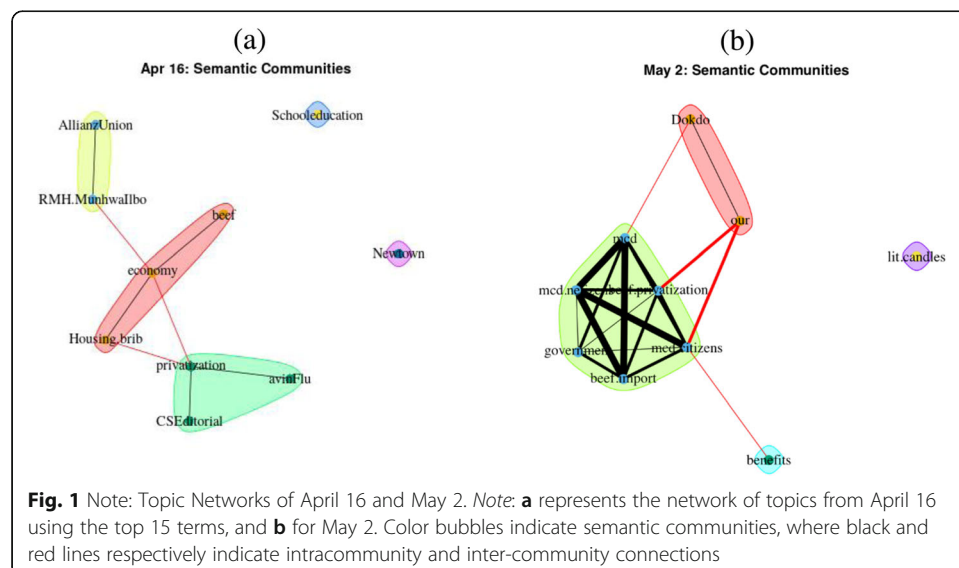 (a)
(b)
Apr 16: Semantic Communities
May 2: Semantic Communities
AllianzUnion
Schooleducation
RMH.MunhwaIlbo
beef
Newtown
economy
Housing.brib
privatization
avinFlu
CSEditorial
Dokdo
our
mcd
lit.candles
beef.privatization
government
mcd.citizens
beef.import
benefits
Fig. 1 Note: Topic Networks of April 16 and May 2. Note: a represents the network of topics from April 16
using the top 15 terms, and b for May 2. Color bubbles indicate semantic communities, where black and
red lines respectively indicate intracommunity and inter-community connections